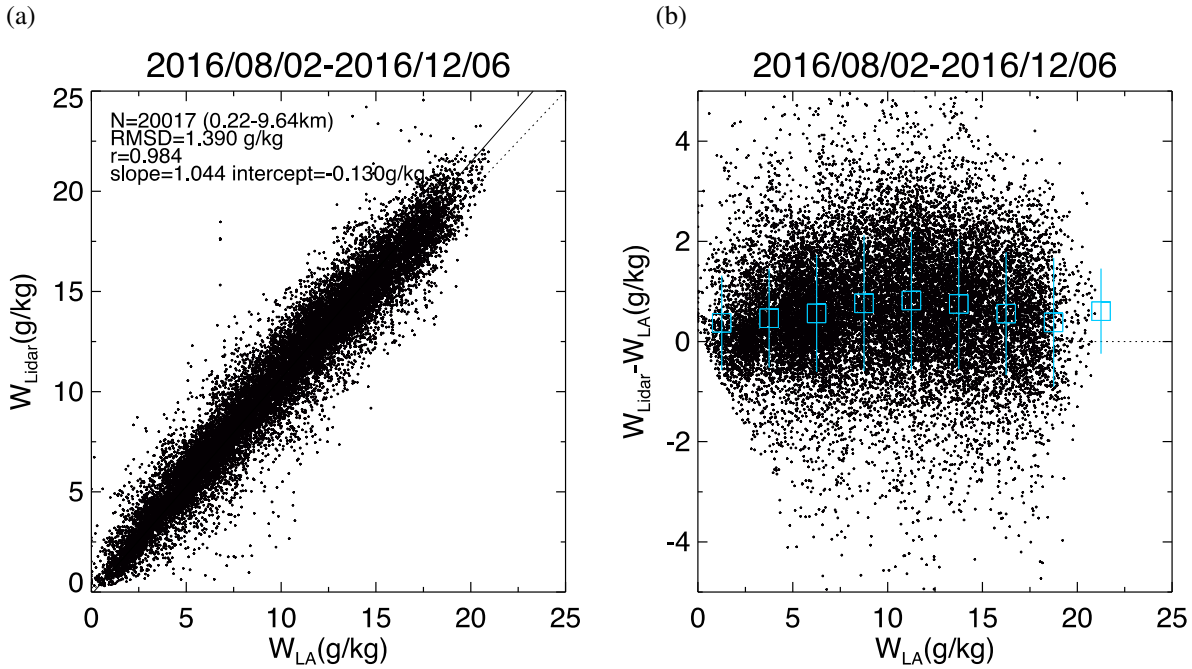 (a)
2016/08/02-2016/12/06
N=20017 (0.22-9.64km)
RMSD=1.390 g/kg
r=0.984
slope=1.044 intercept=-0.130g/kg
25
20
15
10
5
0
W_Lidar(g/kg)
0 5 10 15 20 25
W_LA(g/kg)
(b)
2016/08/02-2016/12/06
4
2
0
-2
-4
W_Lidar-W_LA(g/kg)
0 5 10 15 20 25
W_LA(g/kg)